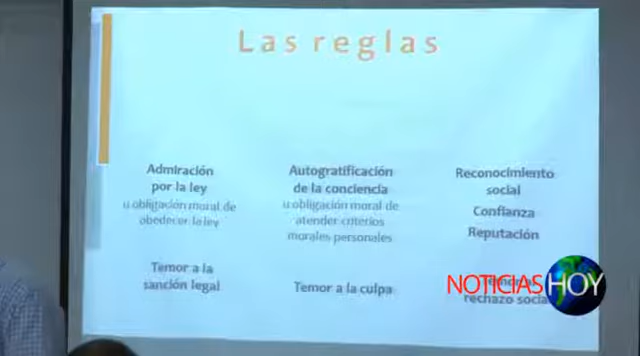 Las reglas
Admiración
por la ley
u obligación moral de
obedecer la ley
Autogratificación
de la conciencia
u obligación moral de
atender criterios
morales personales
Reconocimiento
social
Confianza
Reputación
Temor a la
sanción legal
Temor a la culpa
rechazo social
NOTICIAS HOY